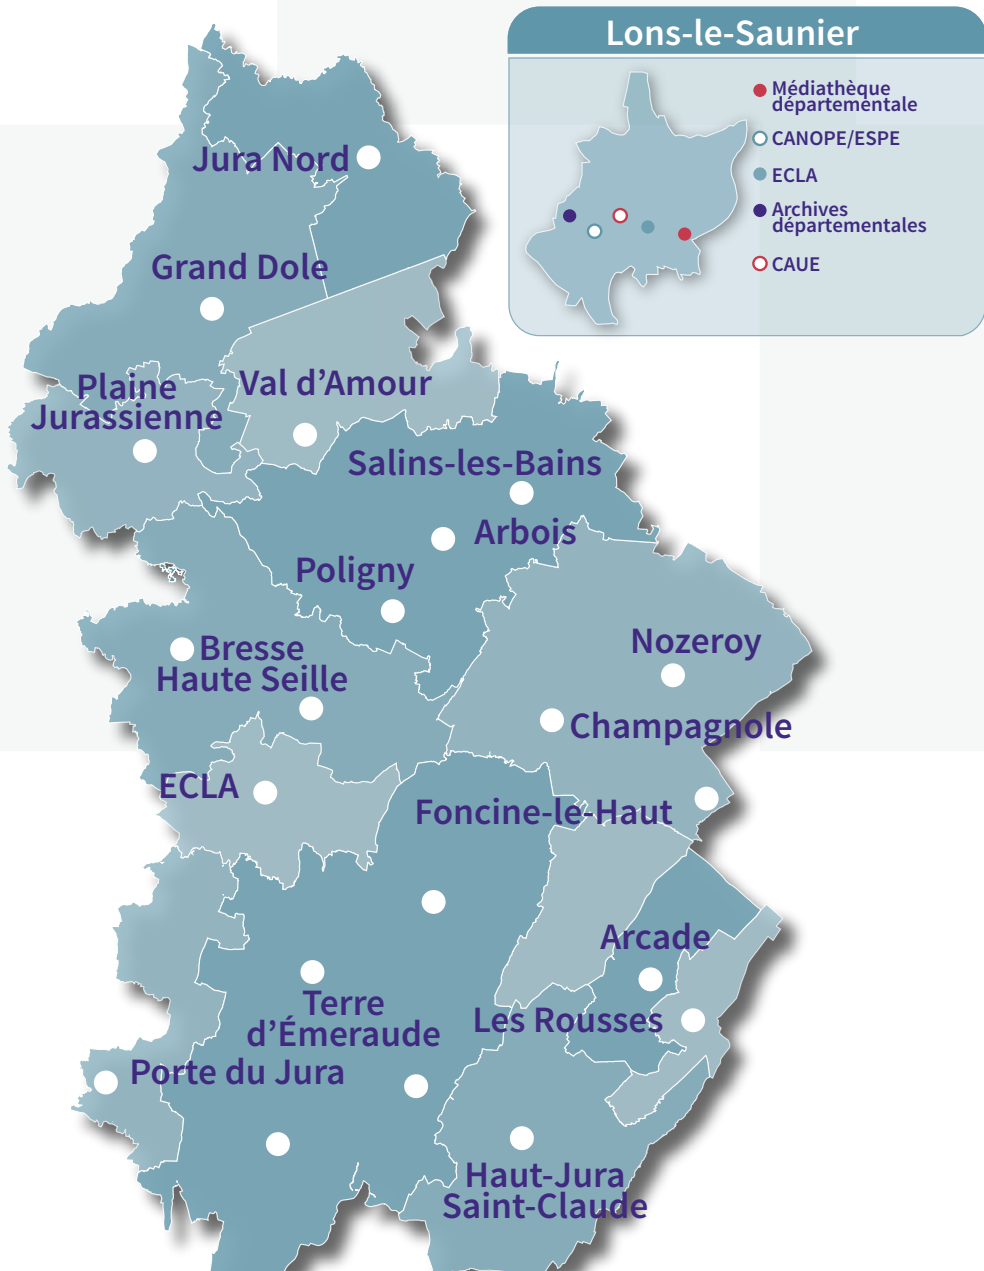 Lons-le-Saunier
Médiathèque
départementale
CANOPE/ESPE
ECLA
Archives
départementales
CAUE
Jura Nord
Grand Dole
Plaine
Jurassienne
Val d’Amour
Salins-les-Bains
Arbois
Poligny
Nozeroy
Bresse
Haute Seille
Champagnole
ECLA
Foncine-le-Haut
Arcade
Terre
d’Émeraude
Les Rousses
Porte du Jura
Haut-Jura
Saint-Claude